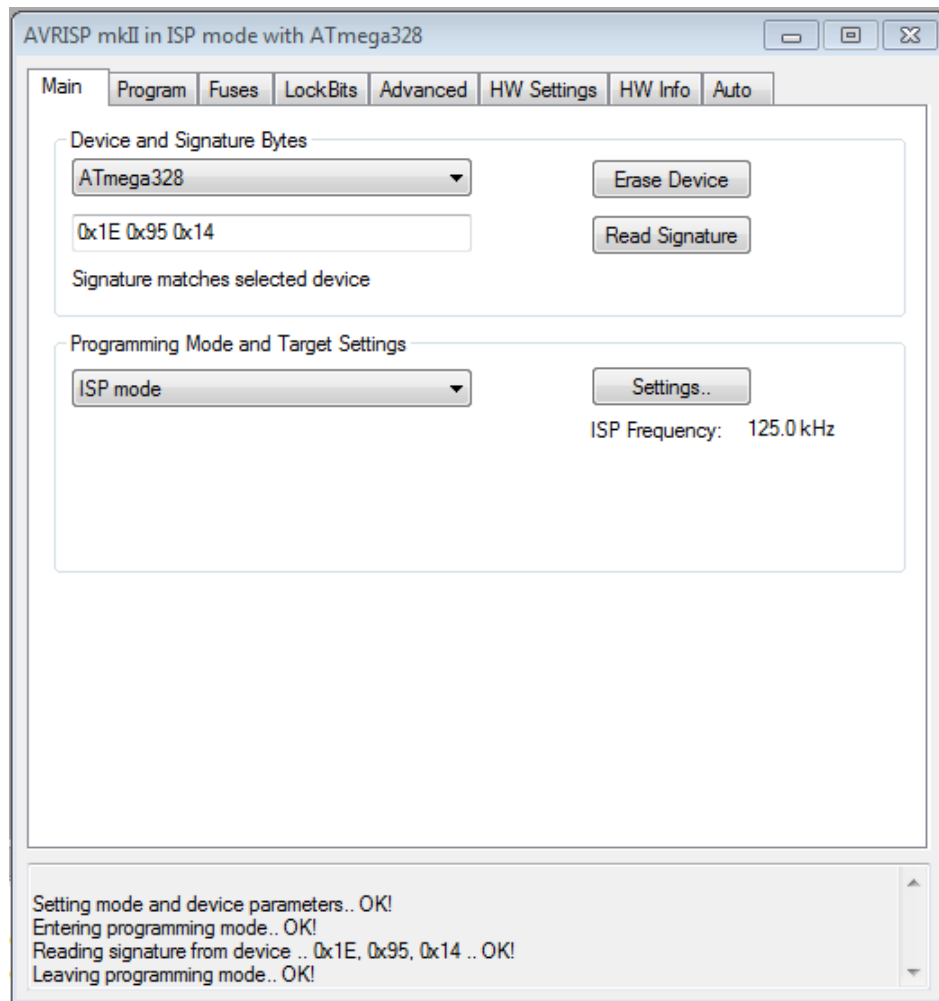 AVRISP mkII in ISP mode with ATmega328
Main Program Fuses LockBits Advanced HW Settings HW Info Auto
Device and Signature Bytes
ATmega328 Erase Device
0x1E 0x95 0x14 Read Signature
Signature matches selected device
Programming Mode and Target Settings
ISP mode Settings..
ISP Frequency: 125.0 kHz
Setting mode and device parameters.. OK!
Entering programming mode.. OK!
Reading signature from device .. 0x1E, 0x95, 0x14 .. OK!
Leaving programming mode.. OK!